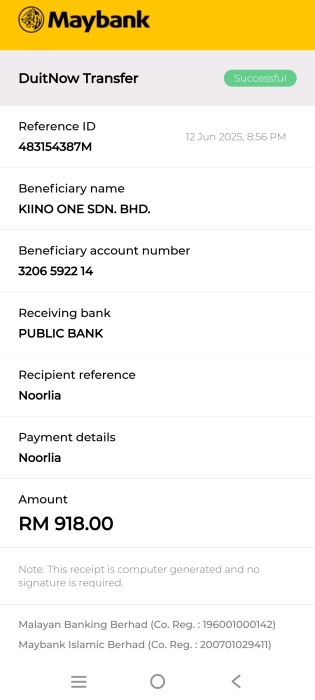 Maybank
DuitNow Transfer
Successful
Reference ID
12 Jun 2025, 8:56 PM
483154387M
Beneficiary name
KIINO ONE SDN. BHD.
Beneficiary account number
3206 5922 14
Receiving bank
PUBLIC BANK
Recipient reference
Noorlia
Payment details
Noorlia
Amount
RM 918.00
Note: This receipt is computer generated and no
signature is required.
Malayan Banking Berhad (Co. Reg. : 196001000142)
Maybank Islamic Berhad (Co. Reg. : 200701029411)